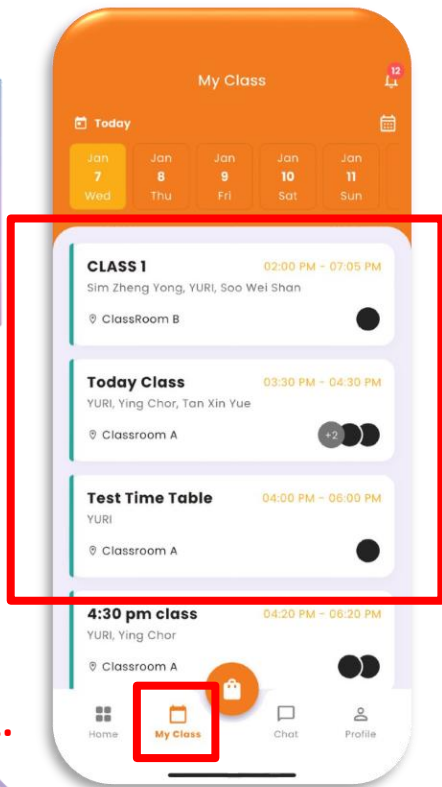 My Class
12
Today
Jan Jan Jan Jan Jan
7 8 9 10 11
Wed Thu Fri Sat Sun
CLASS 1 02:00 PM - 07:05 PM
Sim Zheng Yong, YURI, Soo Wei Shan
ClassRoom B
Today Class 03:30 PM - 04:30 PM
YURI, Ying Chor, Tan Xin Yue
Classroom A +2
Test Time Table 04:00 PM - 06:00 PM
YURI
Classroom A
4:30 pm class 04:20 PM - 06:20 PM
YURI, Ying Chor
Classroom A
Home My Class Chat Profile